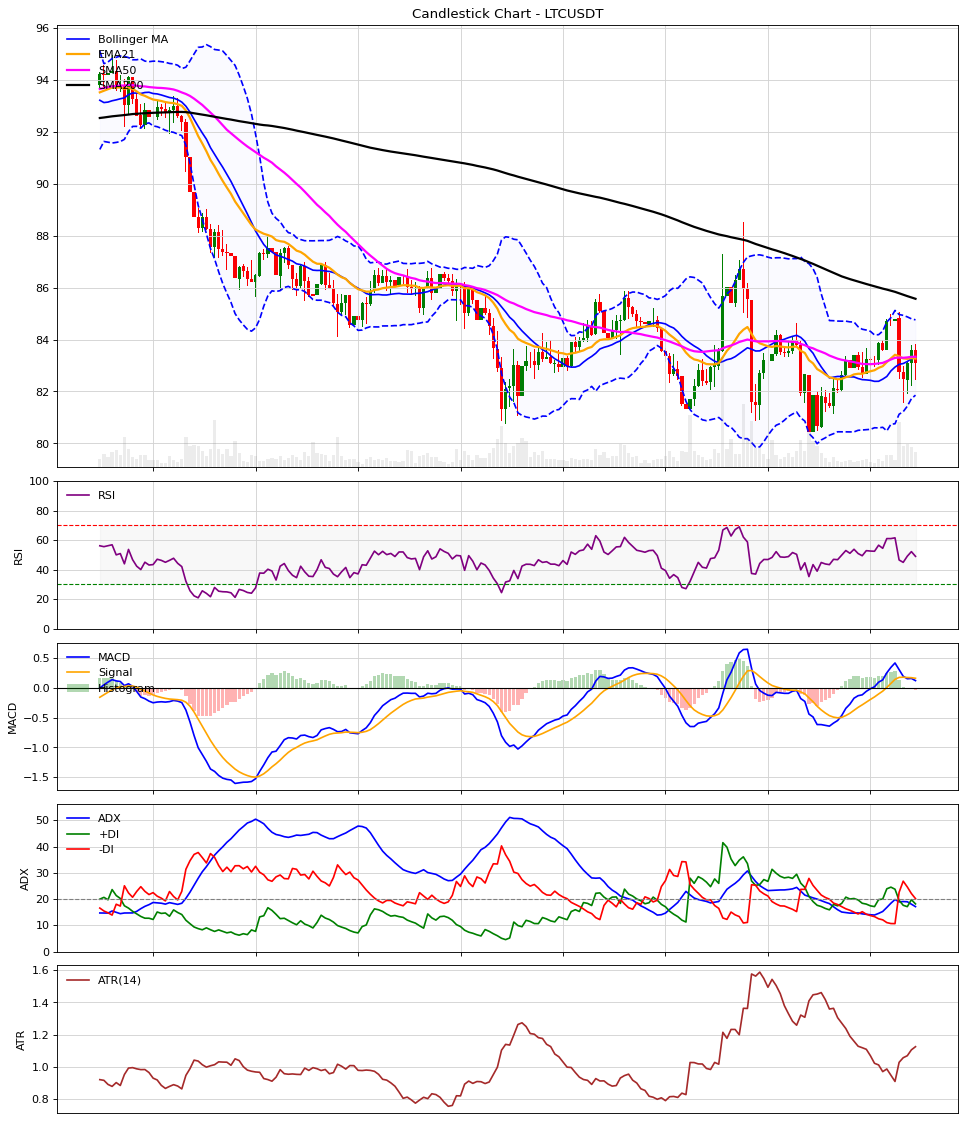 Candlestick Chart - LTCUSDT
96
94
92
90
88
86
84
82
80
Bollinger MA
EMA21
SMA50
SMA200
100
80
60
40
20
0
RSI
RSI
0.5
0.0
−0.5
−1.0
−1.5
MACD
MACD
Signal
Histogram
50
40
30
20
10
0
ADX
ADX
+DI
-DI
1.6
1.4
1.2
1.0
0.8
ATR
ATR(14)